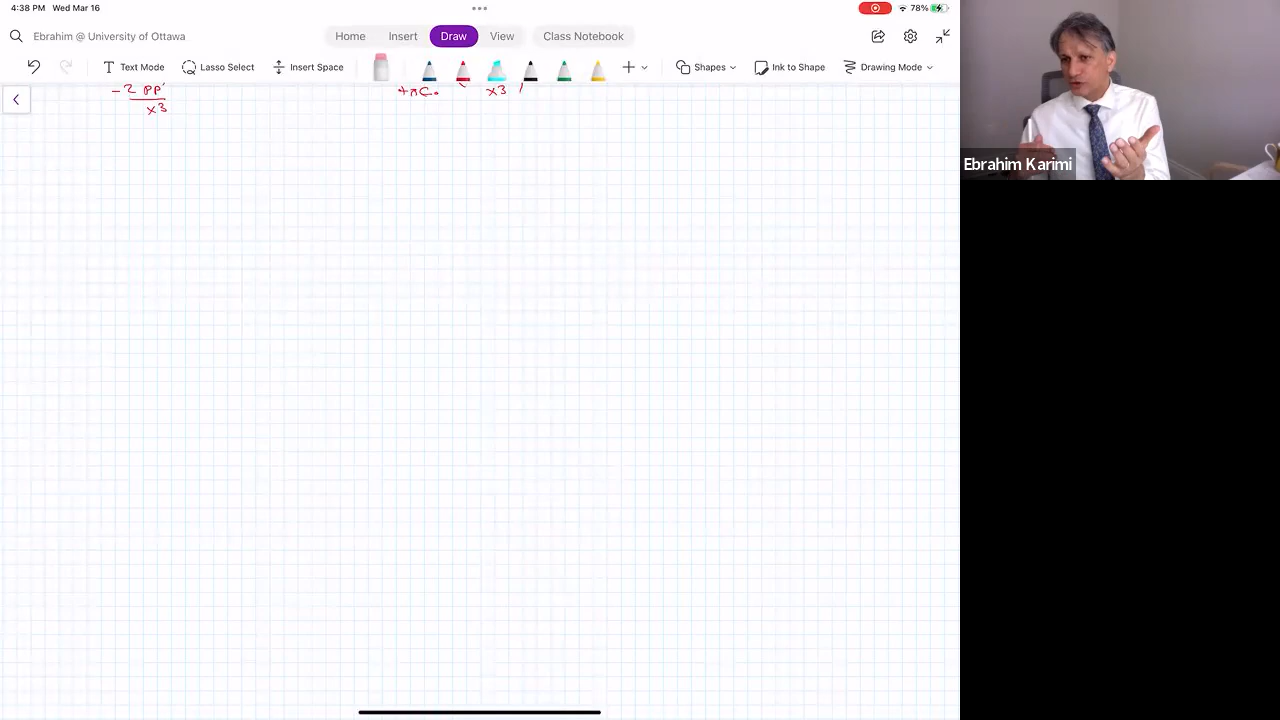 4:38 PM Wed Mar 16
78%
Ebrahim @ University of Ottawa
Home Insert Draw View Class Notebook
Text Mode Lasso Select Insert Space Shapes Ink to Shape Drawing Mode
-2 PP'
x3
4πε₀ x3
Ebrahim Karimi